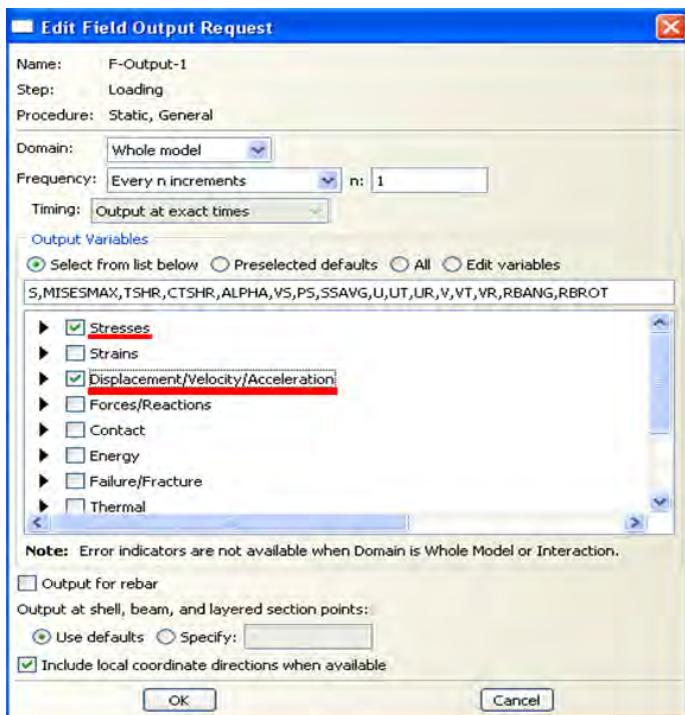 Edit Field Output Request
Name: F-Output-1
Step: Loading
Procedure: Static, General
Domain: Whole model
Frequency: Every n increments n: 1
Timing: Output at exact times
Output Variables
Select from list below Preselected defaults All Edit variables
S,MISESMAX,TSHR,CTSHR,ALPHA,VS,PS,SSAVG,U,UT,UR,V,VT,VR,RBANG,RBROT
Stresses
Strains
Displacement/Velocity/Acceleration
Forces/Reactions
Contact
Energy
Failure/Fracture
Thermal
Note: Error indicators are not available when Domain is Whole Model or Interaction.
Output for rebar
Output at shell, beam, and layered section points:
Use defaults Specify:
Include local coordinate directions when available
OK Cancel